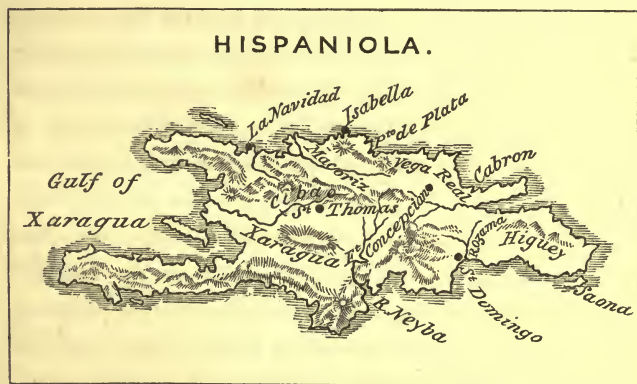 HISPANIOLA.
La Navidad
Isabella
Pto de Plata
Macoriz
Vega Real
Cabron
Gulf of
Xaragua
Cibao
St Thomas
Xaragua
Ft Concepcion
Rozama
Higuey
Saona
St Domingo
R. Neyba